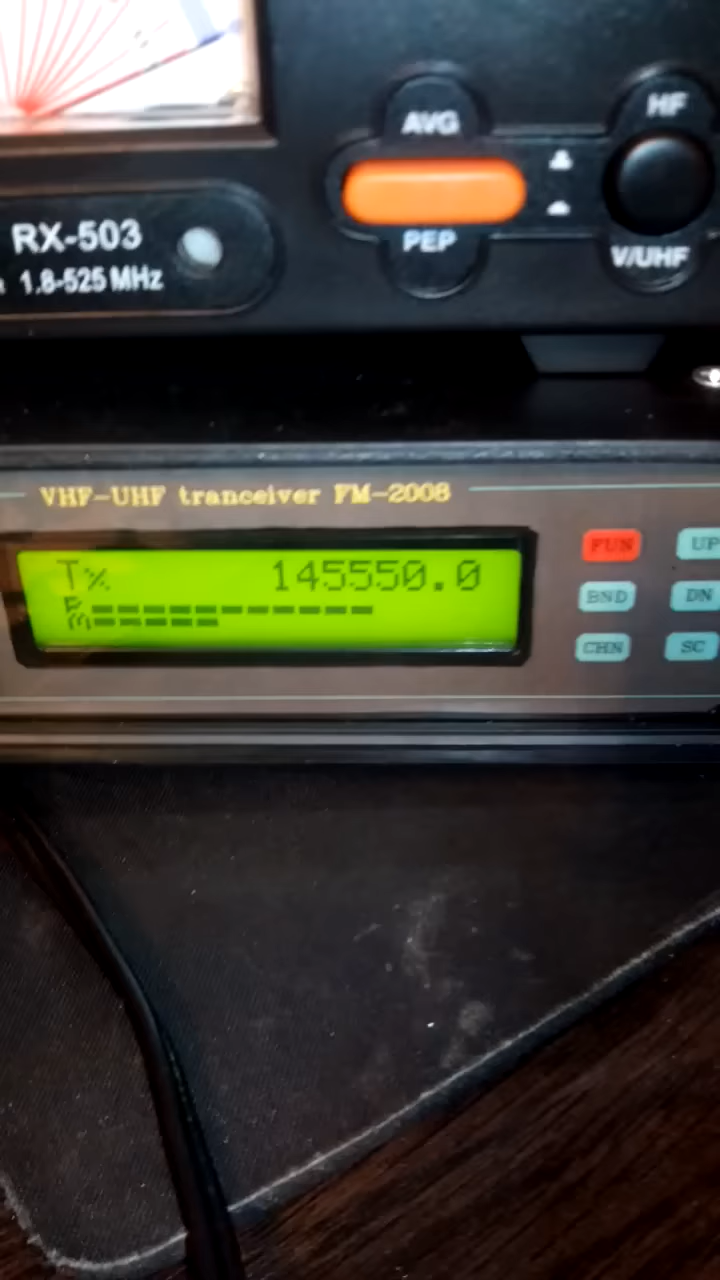 AVG
HF
RX-503
PEP
1.8-525 MHz
V/UHF
VHF-UHF tranceiver FM-2008
FUN
UP
Tx 145550.0
BND
DN
P
M
CHN
SC